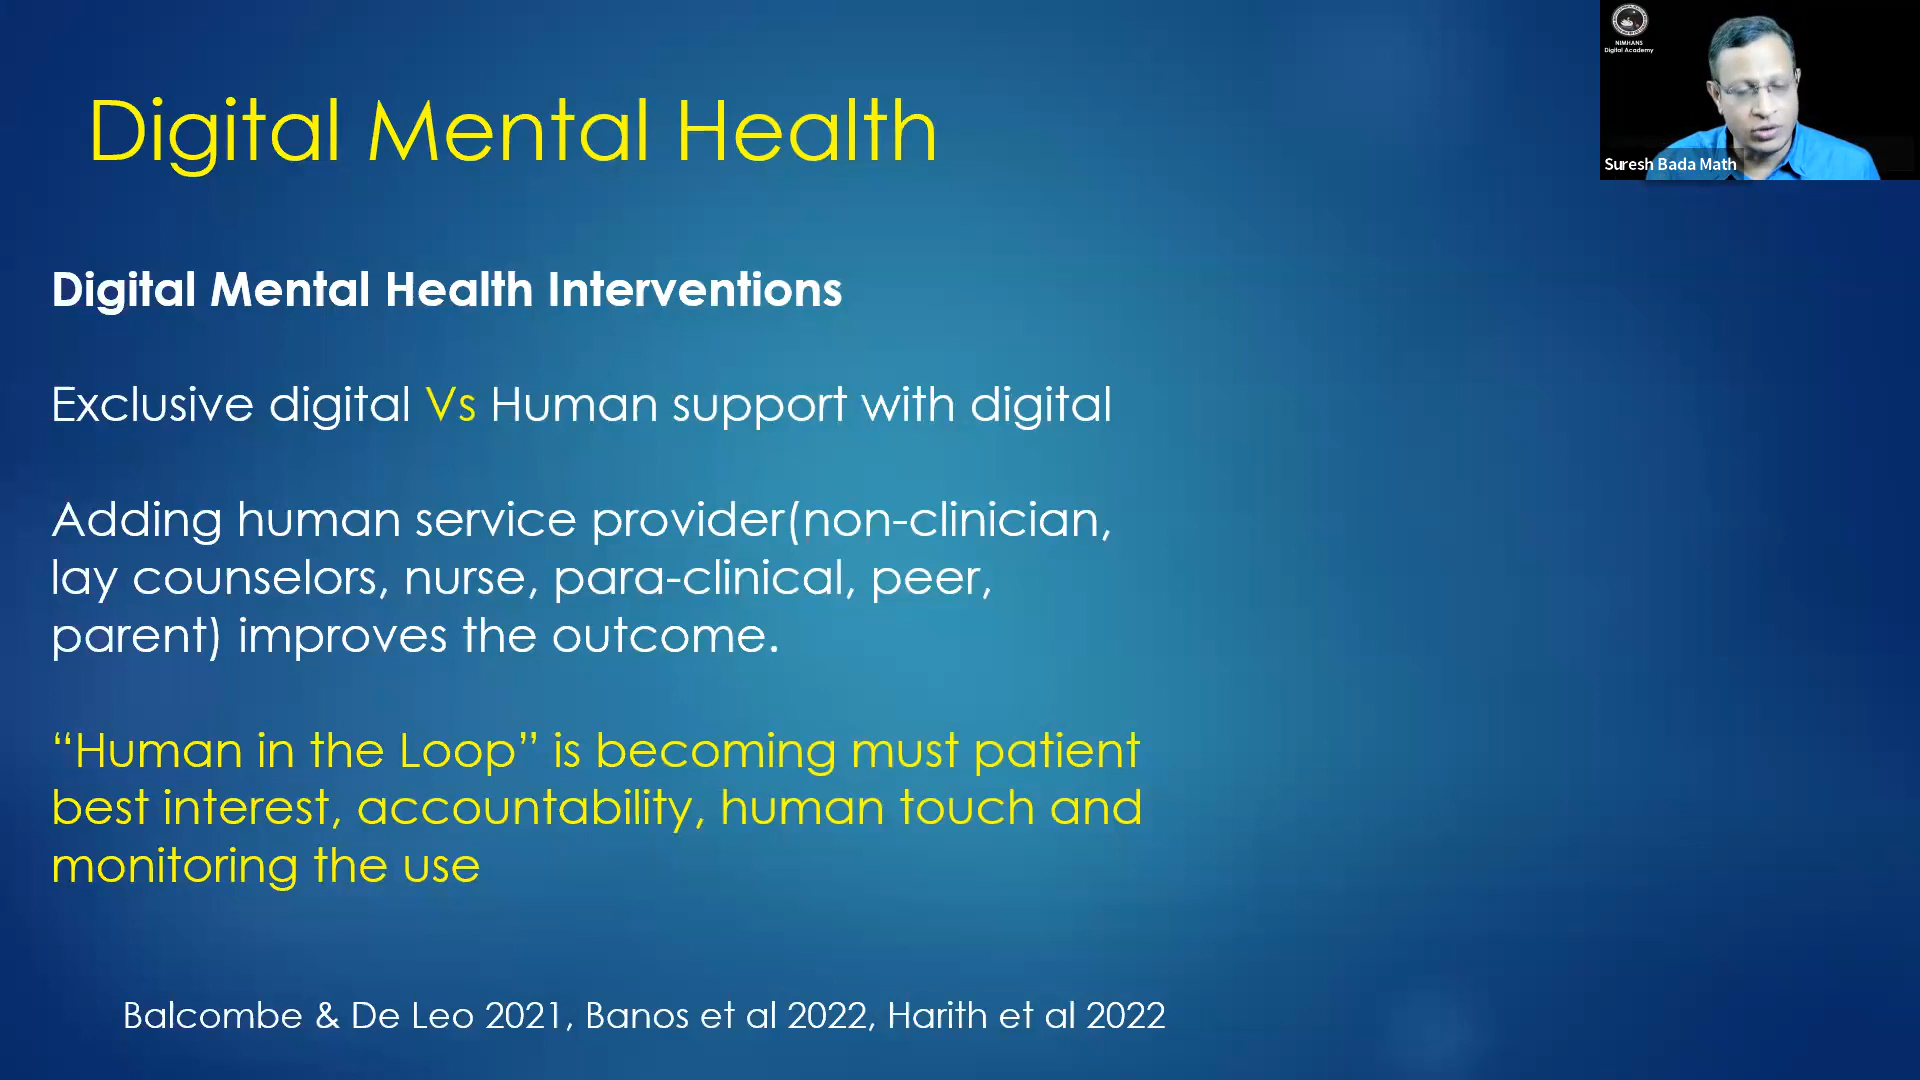 Digital Mental Health
Digital Mental Health Interventions
Exclusive digital Vs Human support with digital
Adding human service provider(non-clinician,
lay counselors, nurse, para-clinical, peer,
parent) improves the outcome.
“Human in the Loop” is becoming must patient
best interest, accountability, human touch and
monitoring the use
Balcombe & De Leo 2021, Banos et al 2022, Harith et al 2022
NIMHANS
Digital Academy
Suresh Bada Math